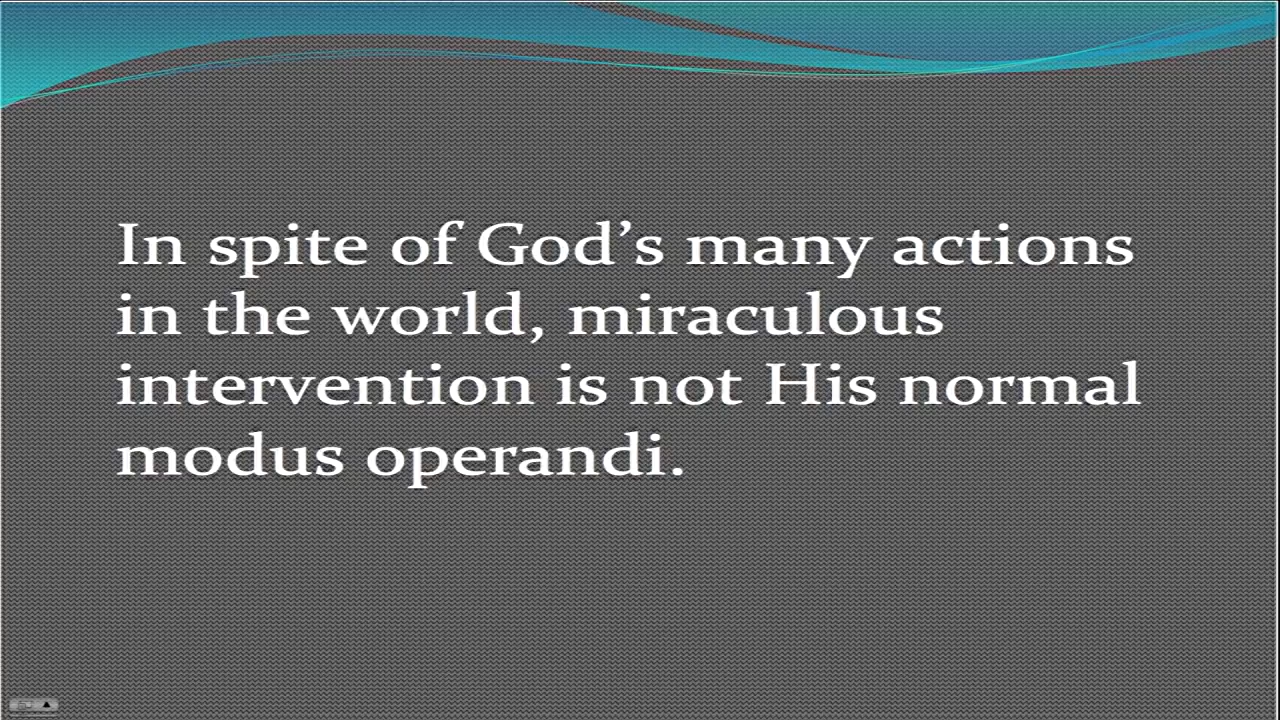 In spite of God’s many actions
in the world, miraculous
intervention is not His normal
modus operandi.